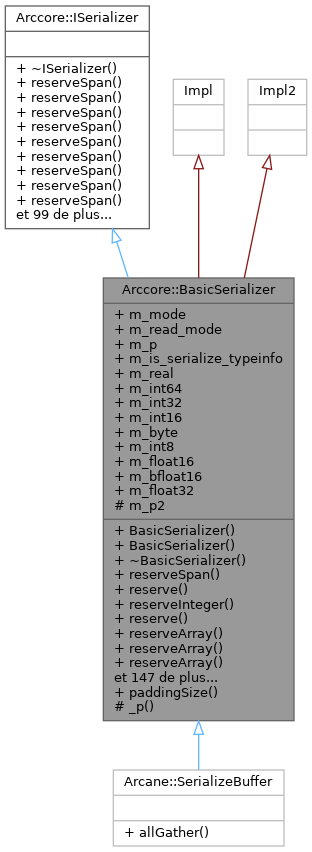 Arccore::ISerializer
+ ~ISerializer()
+ reserveSpan()
+ reserveSpan()
+ reserveSpan()
+ reserveSpan()
+ reserveSpan()
+ reserveSpan()
+ reserveSpan()
+ reserveSpan()
+ reserveSpan()
et 99 de plus...
Impl
Impl2
Arccore::BasicSerializer
+ m_mode
+ m_read_mode
+ m_p
+ m_is_serialize_typeinfo
+ m_real
+ m_int64
+ m_int32
+ m_int16
+ m_byte
+ m_int8
+ m_float16
+ m_bfloat16
+ m_float32
# m_p2
+ BasicSerializer()
+ BasicSerializer()
+ ~BasicSerializer()
+ reserveSpan()
+ reserve()
+ reserveInteger()
+ reserve()
+ reserveArray()
+ reserveArray()
+ reserveArray()
et 147 de plus...
+ paddingSize()
# _p()
Arcane::SerializeBuffer
+ allGather()